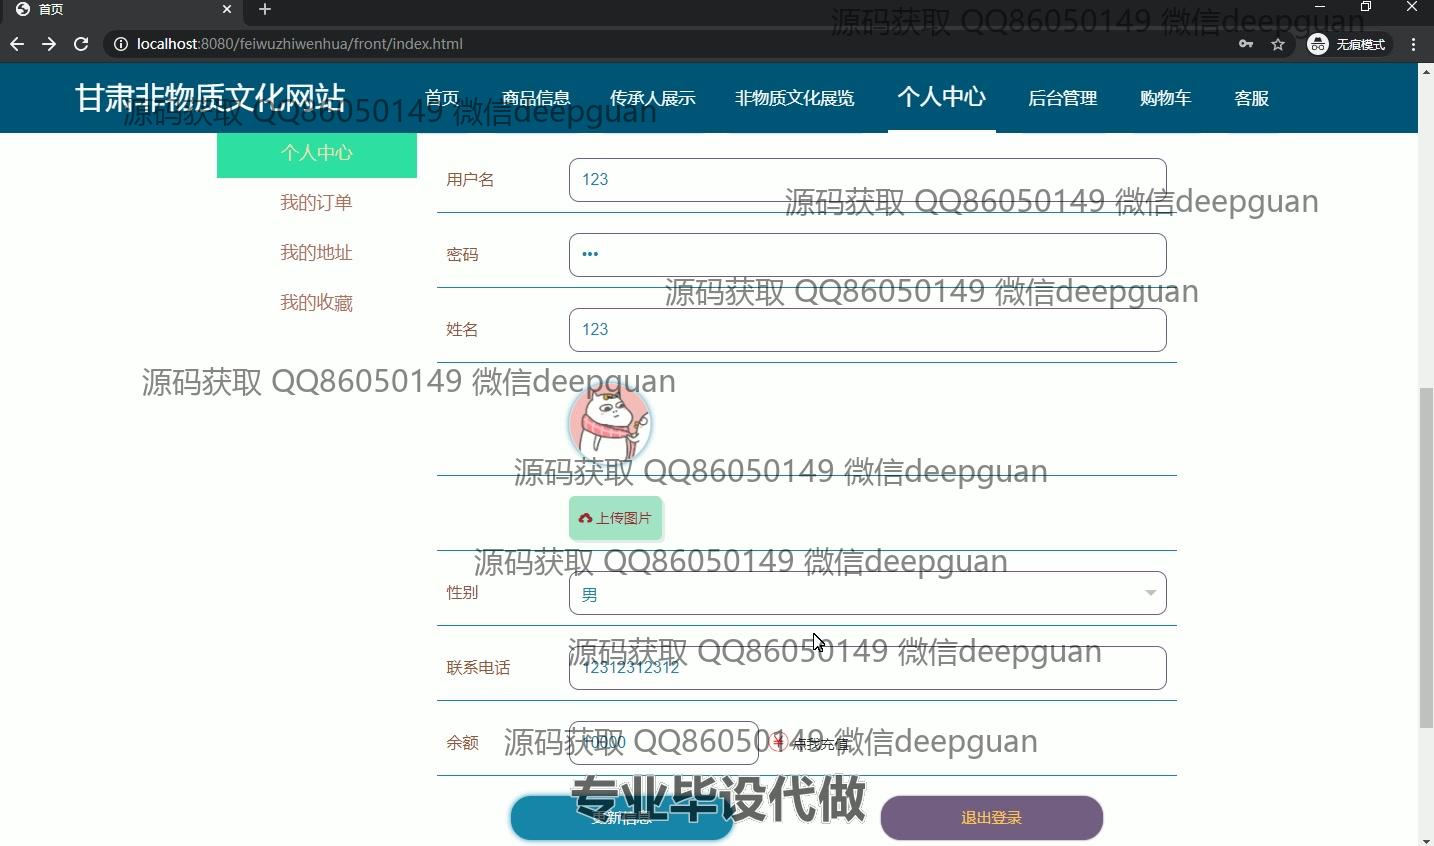 首页
源码获取 QQ86050149 微信deepguan
localhost:8080/feiwuzhiwenhua/front/index.html
无痕模式
甘肃非物质文化网站
首页
商品信息
传承人展示
非物质文化展览
个人中心
后台管理
购物车
客服
源码获取 QQ86050149 微信deepguan
个人中心
我的订单
我的地址
我的收藏
用户名
123
源码获取 QQ86050149 微信deepguan
密码
•••
源码获取 QQ86050149 微信deepguan
姓名
123
源码获取 QQ86050149 微信deepguan
源码获取 QQ86050149 微信deepguan
上传图片
源码获取 QQ86050149 微信deepguan
性别
男
源码获取 QQ86050149 微信deepguan
联系电话
12312312312
余额
10000
源码获取 QQ86050149 微信deepguan
¥ 点我充值
专业毕设代做
更新信息
退出登录